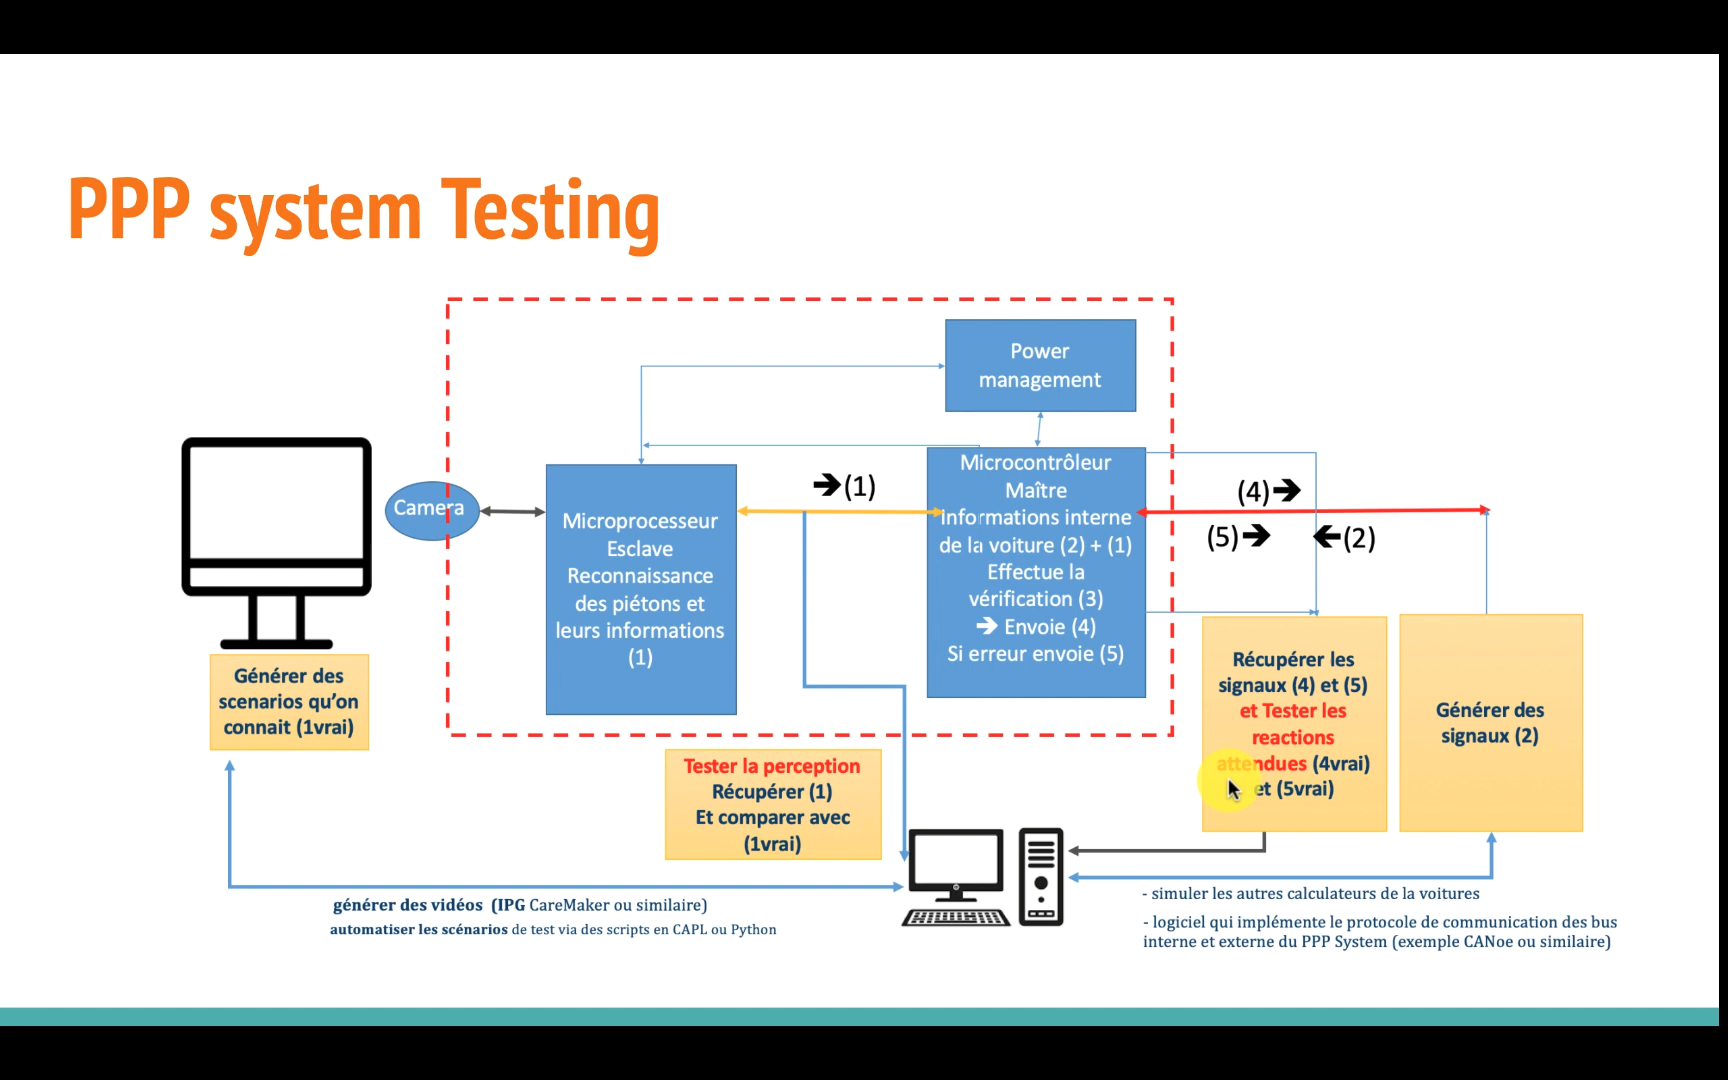 PPP system Testing
Power
management
Camera
Microprocesseur
Esclave
Reconnaissance
des piétons et
leurs informations
(1)
➔(1)
Microcontrôleur
Maître
Informations interne
de la voiture (2) + (1)
Effectue la
vérification (3)
➔ Envoie (4)
Si erreur envoie (5)
(4)➔
(5)➔
🡰(2)
Générer des
scenarios qu'on
connait (1vrai)
Tester la perception
Récupérer (1)
Et comparer avec
(1vrai)
Récupérer les
signaux (4) et (5)
et Tester les
reactions
attendues (4vrai)
et (5vrai)
Générer des
signaux (2)
générer des vidéos (IPG CareMaker ou similaire)
automatiser les scénarios de test via des scripts en CAPL ou Python
- simuler les autres calculateurs de la voitures
- logiciel qui implémente le protocole de communication des bus
interne et externe du PPP System (exemple CANoe ou similaire)